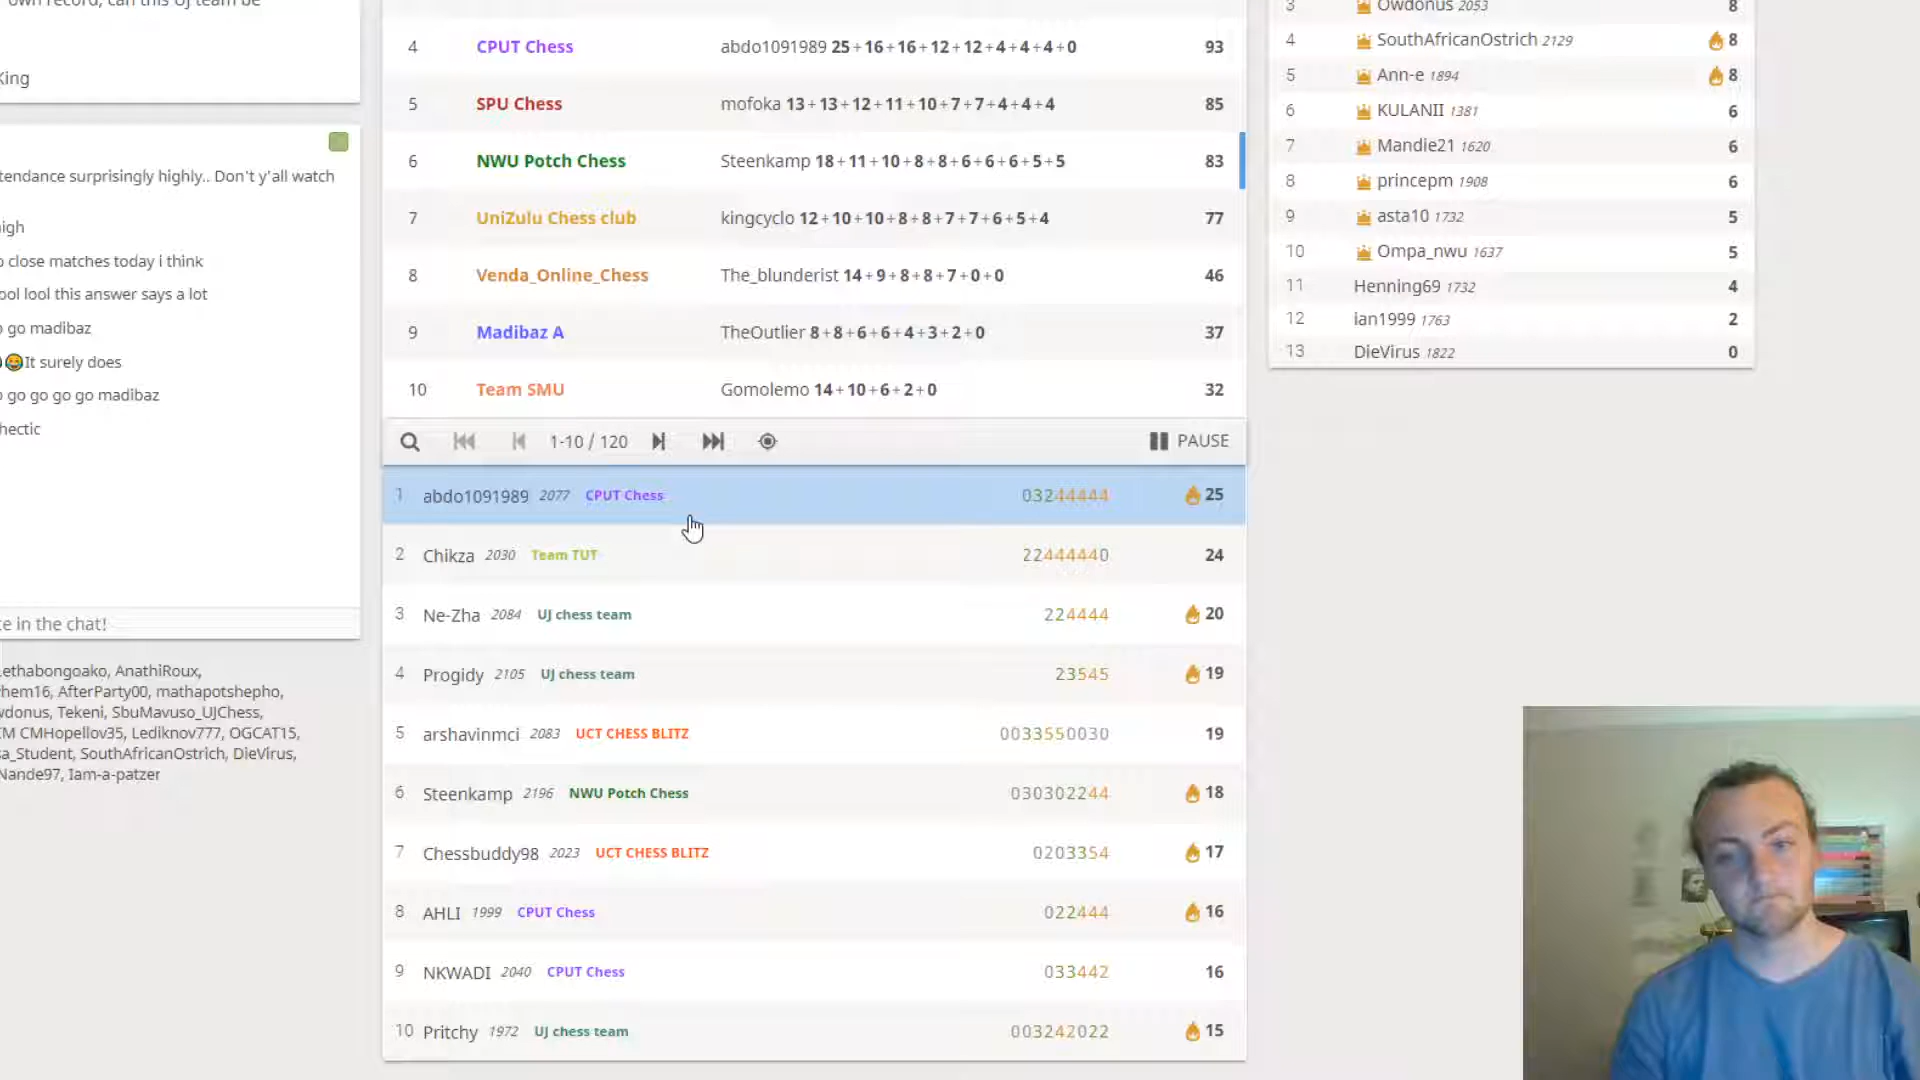 own record, can this UJ team be
King
tendance surprisingly highly.. Don't y'all watch
nigh
o close matches today i think
ool lool this answer says a lot
o go madibaz
It surely does
o go go go go madibaz
hectic
te in the chat!
Lethabongoako, AnathiRoux,
hem16, AfterParty00, mathapotshepho,
wdonus, Tekeni, SbuMavuso_UJChess,
M CMHopellov35, Lediknov777, OGCAT15,
sa_Student, SouthAfricanOstrich, DieVirus,
Nande97, Iam-a-patzer
4 CPUT Chess abdo1091989 25+16+16+12+12+4+4+4+0 93
5 SPU Chess mofoka 13+13+12+11+10+7+7+4+4+4 85
6 NWU Potch Chess Steenkamp 18+11+10+8+8+6+6+6+5+5 83
7 UniZulu Chess club kingcyclo 12+10+10+8+8+7+7+6+5+4 77
8 Venda_Online_Chess The_blunderist 14+9+8+8+7+0+0 46
9 Madibaz A TheOutlier 8+8+6+6+4+3+2+0 37
10 Team SMU Gomolemo 14+10+6+2+0 32
1-10 / 120 PAUSE
1 abdo1091989 2077 CPUT Chess 03244444 25
2 Chikza 2030 Team TUT 22444440 24
3 Ne-Zha 2084 UJ chess team 224444 20
4 Progidy 2105 UJ chess team 23545 19
5 arshavinmci 2083 UCT CHESS BLITZ 0033550030 19
6 Steenkamp 2196 NWU Potch Chess 030302244 18
7 Chessbuddy98 2023 UCT CHESS BLITZ 0203354 17
8 AHLI 1999 CPUT Chess 022444 16
9 NKWADI 2040 CPUT Chess 033442 16
10 Pritchy 1972 UJ chess team 003242022 15
3 Owdonus 2053 8
4 SouthAfricanOstrich 2129 8
5 Ann-e 1894 8
6 KULANII 1381 6
7 Mandie21 1620 6
8 princepm 1908 6
9 asta10 1732 5
10 Ompa_nwu 1637 5
11 Henning69 1732 4
12 ian1999 1763 2
13 DieVirus 1822 0